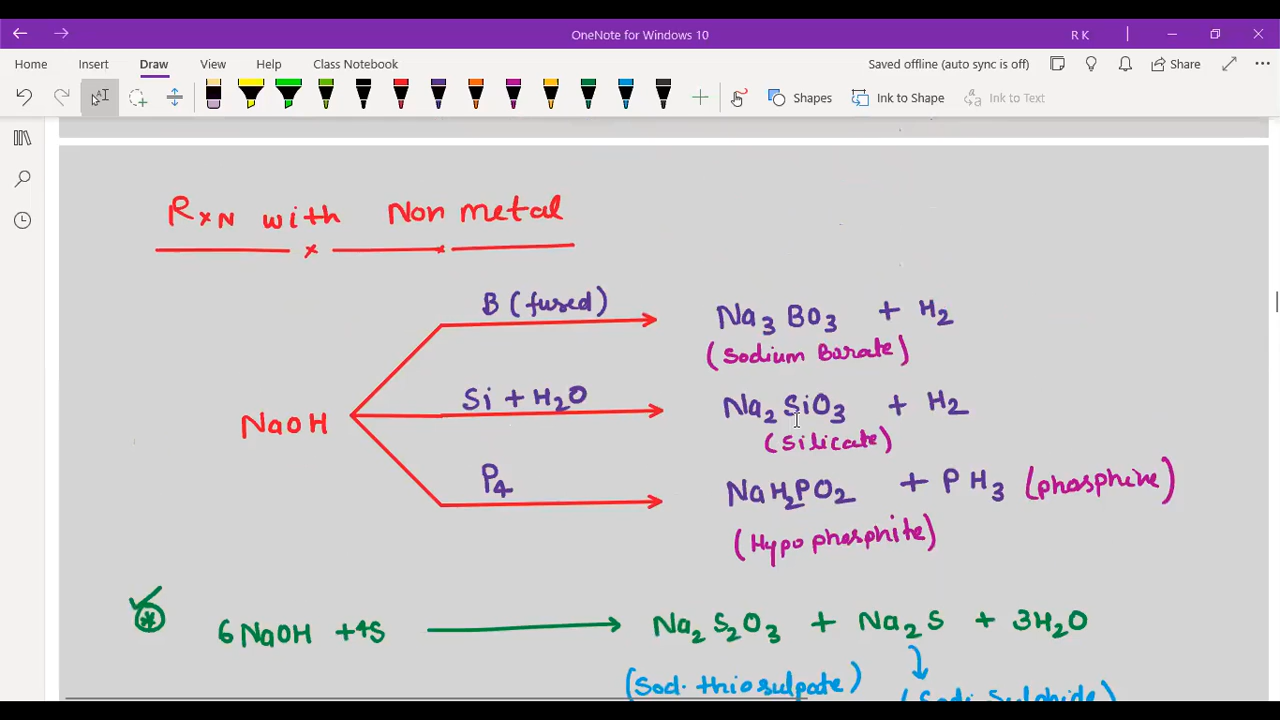 OneNote for Windows 10
R K
Home Insert Draw View Help Class Notebook
Saved offline (auto sync is off)
Share
Shapes
Ink to Shape
Ink to Text
RxN with Non metal
B (fused)
Na3BO3 + H2
(Sodium Borate)
Si + H2O
Na2SiO3 + H2
(Silicate)
NaOH
P4
NaH2PO2 + PH3 (phosphine)
(Hypo phosphite)
6NaOH + 4S → Na2S2O3 + Na2S + 3H2O
(Sod. thiosulpate)
(Sodi. Sulphide)